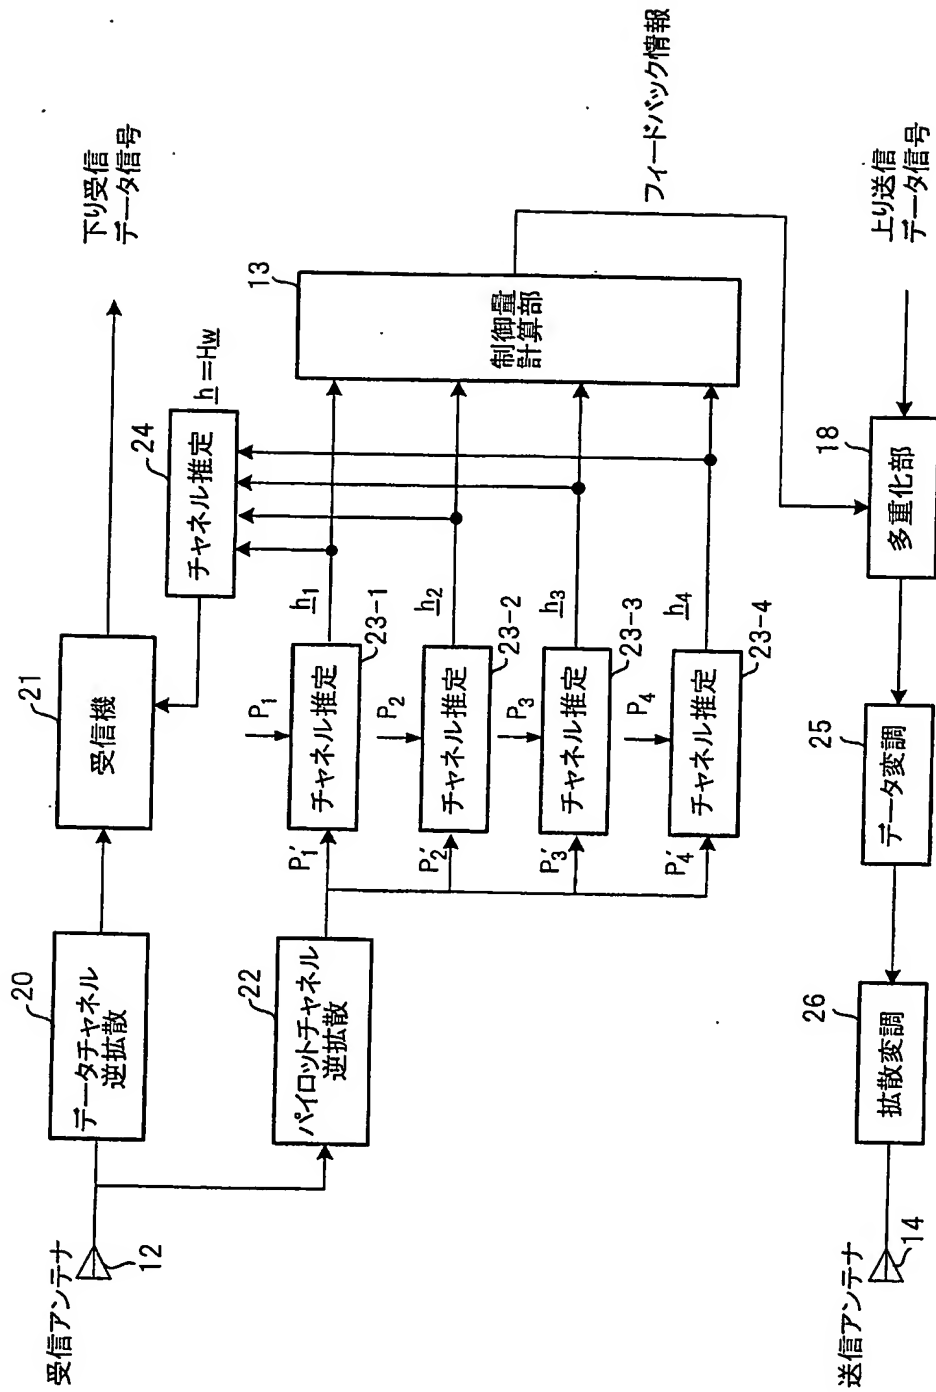 受信アンテナ
12
20
データチャネル
逆拡散
21
受信機
24
チャネル推定
h=Hw
下り受信
データ信号
22
パイロットチャネル
逆拡散
P1'
P1
チャネル推定
23-1
h1
P2'
P2
チャネル推定
23-2
h2
P3'
P3
チャネル推定
23-3
h3
P4'
P4
チャネル推定
23-4
h4
13
制御量
計算部
フィードバック情報
送信アンテナ
14
26
拡散変調
25
データ変調
18
多重化部
上り送信
データ信号